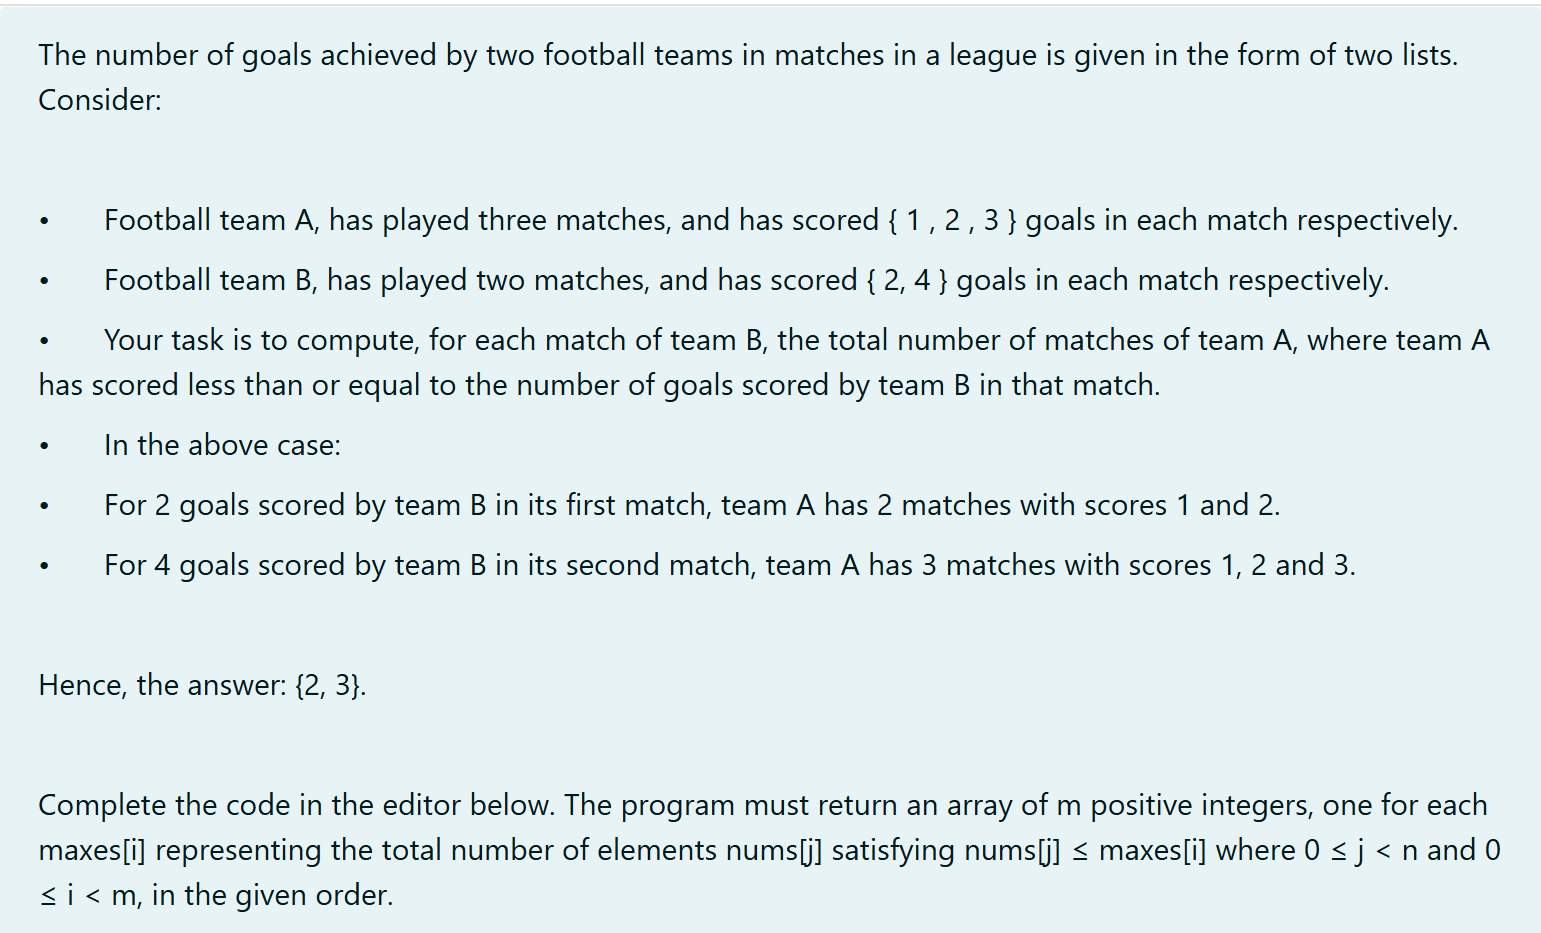 The number of goals achieved by two football teams in matches in a league is given in the form of two lists.
Consider:
• Football team A, has played three matches, and has scored { 1 , 2 , 3 } goals in each match respectively.
• Football team B, has played two matches, and has scored { 2, 4 } goals in each match respectively.
• Your task is to compute, for each match of team B, the total number of matches of team A, where team A
has scored less than or equal to the number of goals scored by team B in that match.
• In the above case:
• For 2 goals scored by team B in its first match, team A has 2 matches with scores 1 and 2.
• For 4 goals scored by team B in its second match, team A has 3 matches with scores 1, 2 and 3.
Hence, the answer: {2, 3}.
Complete the code in the editor below. The program must return an array of m positive integers, one for each
maxes[i] representing the total number of elements nums[j] satisfying nums[j] ≤ maxes[i] where 0 ≤ j < n and 0
≤ i < m, in the given order.